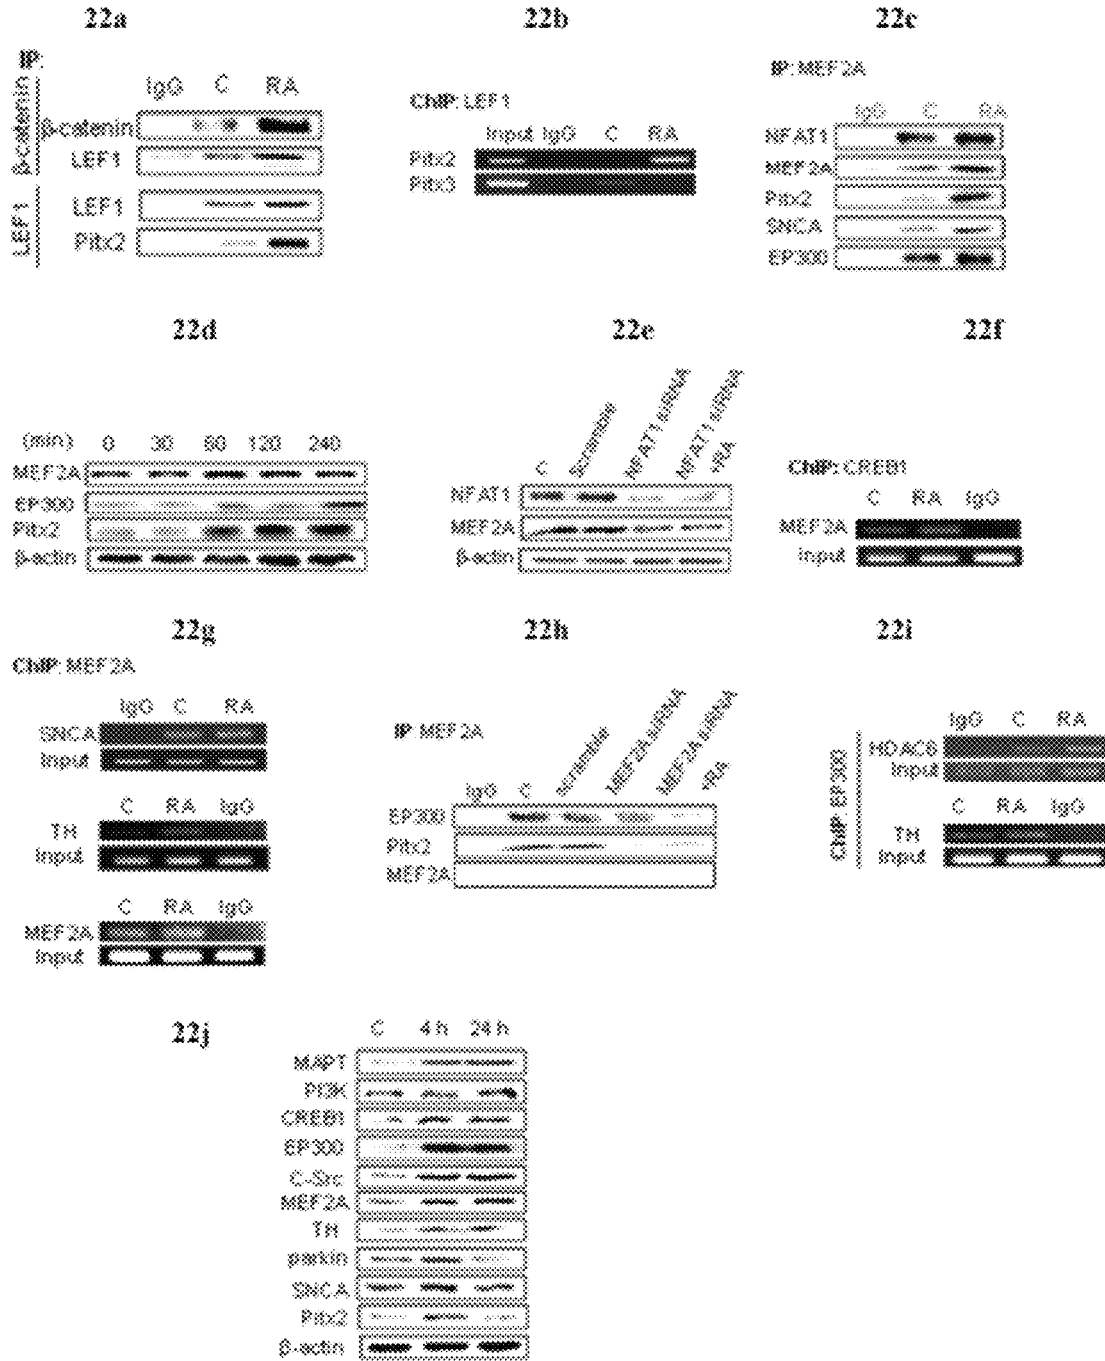 22a
22b
22c
IP:
β-catenin
IgG C RA
β-catenin
LEF1
LEF1
LEF1
Pitx2
ChIP: LEF1
Input IgG C RA
Pitx2
Pitx3
IP: MEF2A
IgG C RA
NFAT1
MEF2A
Pitx2
SNCA
EP300
22d
22e
22f
(min) 0 30 60 120 240
MEF2A
EP300
Pitx2
β-actin
C Scramble NFAT1 siRNA NFAT1 siRNA +RA
NFAT1
MEF2A
β-actin
ChIP: CREB1
C RA IgG
MEF2A
Input
22g
22h
22i
ChIP: MEF2A
IgG C RA
SNCA
Input
C RA IgG
TH
Input
C RA IgG
MEF2A
Input
IP: MEF2A
IgG C scramble MEF2A siRNA MEF2A siRNA +RA
EP300
Pitx2
MEF2A
ChIP: EP300
IgG C RA
HDAC6
Input
C RA IgG
TH
Input
22j
C 4 h 24 h
MAPT
PI3K
CREB1
EP300
C-Src
MEF2A
TH
parkin
SNCA
Pitx2
β-actin